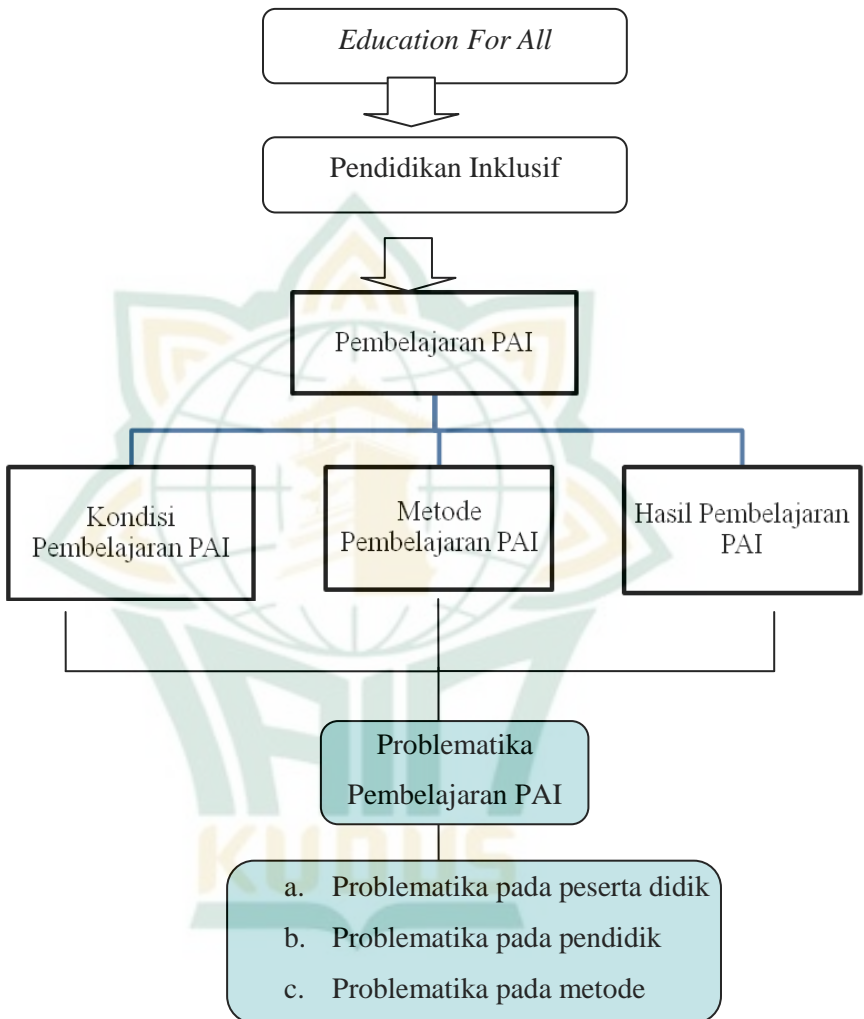 Education For All
Pendidikan Inklusif
Pembelajaran PAI
Kondisi
Pembelajaran PAI
Metode
Pembelajaran PAI
Hasil Pembelajaran
PAI
Problematika
Pembelajaran PAI
KUDUS
a. Problematika pada peserta didik
b. Problematika pada pendidik
c. Problematika pada metode